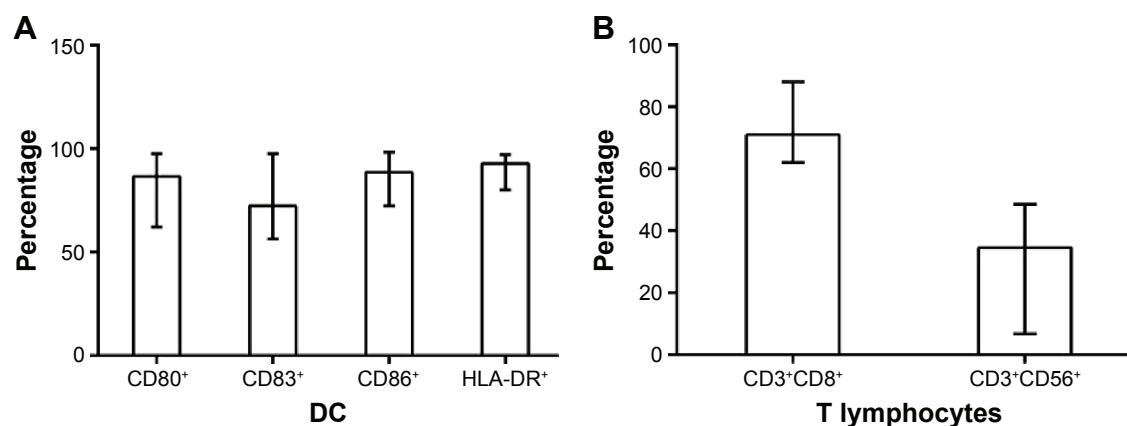 A
Percentage
150
100
50
0
CD80⁺ CD83⁺ CD86⁺ HLA-DR⁺
DC
B
Percentage
100
80
60
40
20
0
CD3⁺CD8⁺ CD3⁺CD56⁺
T lymphocytes